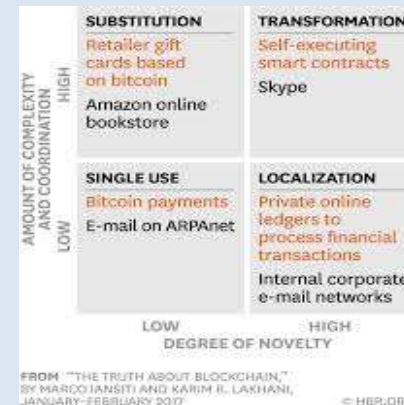 SUBSTITUTION
Retailer gift
cards based
on bitcoin
Amazon online
bookstore
TRANSFORMATION
Self-executing
smart contracts
Skype
AMOUNT OF COMPLEXITY
AND COORDINATION
HIGH
LOW
SINGLE USE
Bitcoin payments
E-mail on ARPAnet
LOCALIZATION
Private online
ledgers to
process financial
transactions
Internal corporate
e-mail networks
LOW
HIGH
DEGREE OF NOVELTY
FROM "THE TRUTH ABOUT BLOCKCHAIN,"
BY MARCO IANSITI AND KARIM R. LAKHANI,
JANUARY–FEBRUARY 2017
© HBR.OR